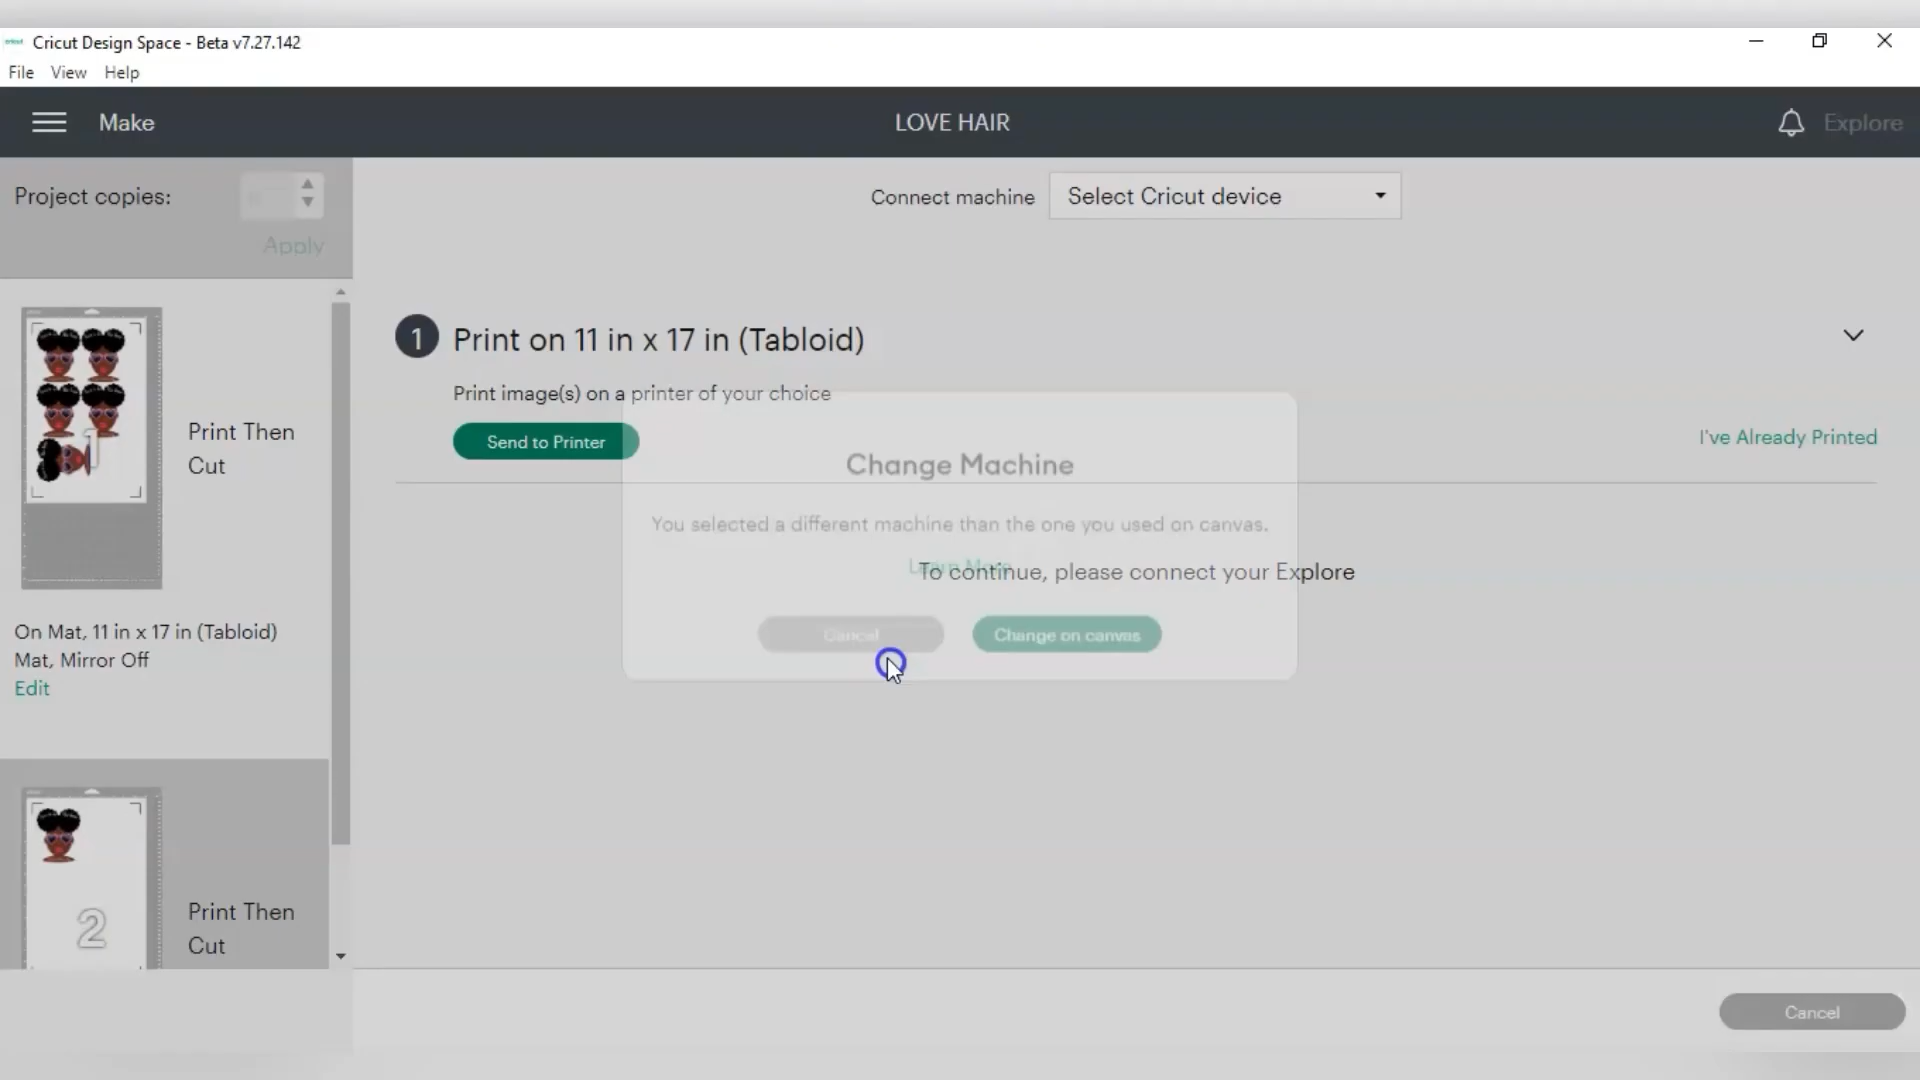 Cricut Design Space - Beta v7.27.142
File View Help
Make
LOVE HAIR
Explore
Project copies:
Apply
Connect machine
Select Cricut device
1
Print Then
Cut
On Mat, 11 in x 17 in (Tabloid)
Mat, Mirror Off
Edit
2
Print Then
Cut
1 Print on 11 in x 17 in (Tabloid)
Print image(s) on a printer of your choice
Send to Printer
I've Already Printed
Change Machine
You selected a different machine than the one you used on canvas.
Learn More
To continue, please connect your Explore
Cancel
Change on canvas
Cancel